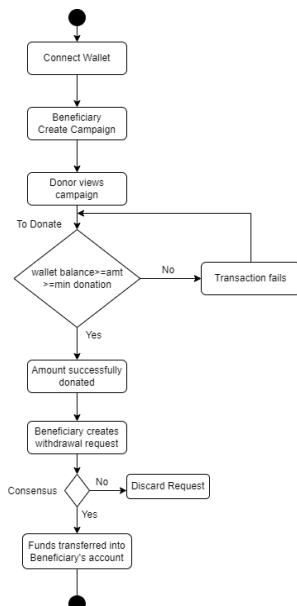 Connect Wallet
Beneficiary
Create Campaign
Donor views
campaign
To Donate
wallet balance>=amt
>=min donation
No
Transaction fails
Yes
Amount successfully
donated
Beneficiary creates
withdrawal request
Consensus
No
Discard Request
Yes
Funds transferred into
Beneficiary's account